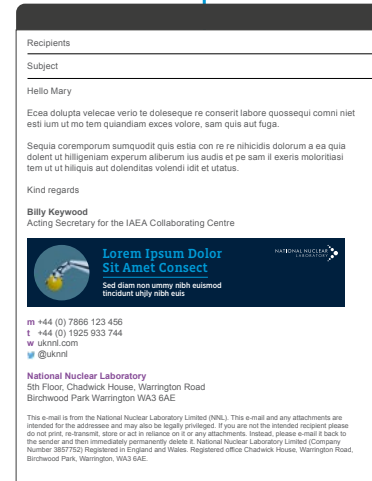 Recipients
Subject
Hello Mary
Ecea dolupta velecae verio te doleseque re conserit labore quossequi comni niet
esti ium ut mo tem quiandiam exces volore, sam quis aut fuga.
Sequia coremporum sumquodit quis estia con re re nihicidis dolorum a ea quia
dolent ut hilligeniam experum aliberum ius audis et pe sam il exeris moloritiasi
tem ut ut hiliquis aut dolenditas volendi idit et utatus.
Kind regards
Billy Keywood
Acting Secretary for the IAEA Collaborating Centre
Lorem Ipsum Dolor
Sit Amet Consect
Sed diam non ummy nibh euismod
tincidunt uhjly nibh euis
NATIONAL NUCLEAR
LABORATORY
m +44 (0) 7866 123 456
t +44 (0) 1925 933 744
w uknnl.com
@uknnl
National Nuclear Laboratory
5th Floor, Chadwick House, Warrington Road
Birchwood Park Warrington WA3 6AE
This e-mail is from the National Nuclear Laboratory Limited (NNL). This e-mail and any attachments are
intended for the addressee and may also be legally privileged. If you are not the intended recipient please
do not print, re-transmit, store or act in reliance on it or any attachments. Instead, please e-mail it back to
the sender and then immediately permanently delete it. National Nuclear Laboratory Limited (Company
Number 3857752) Registered in England and Wales. Registered office Chadwick House, Warrington Road,
Birchwood Park, Warrington, WA3 6AE.